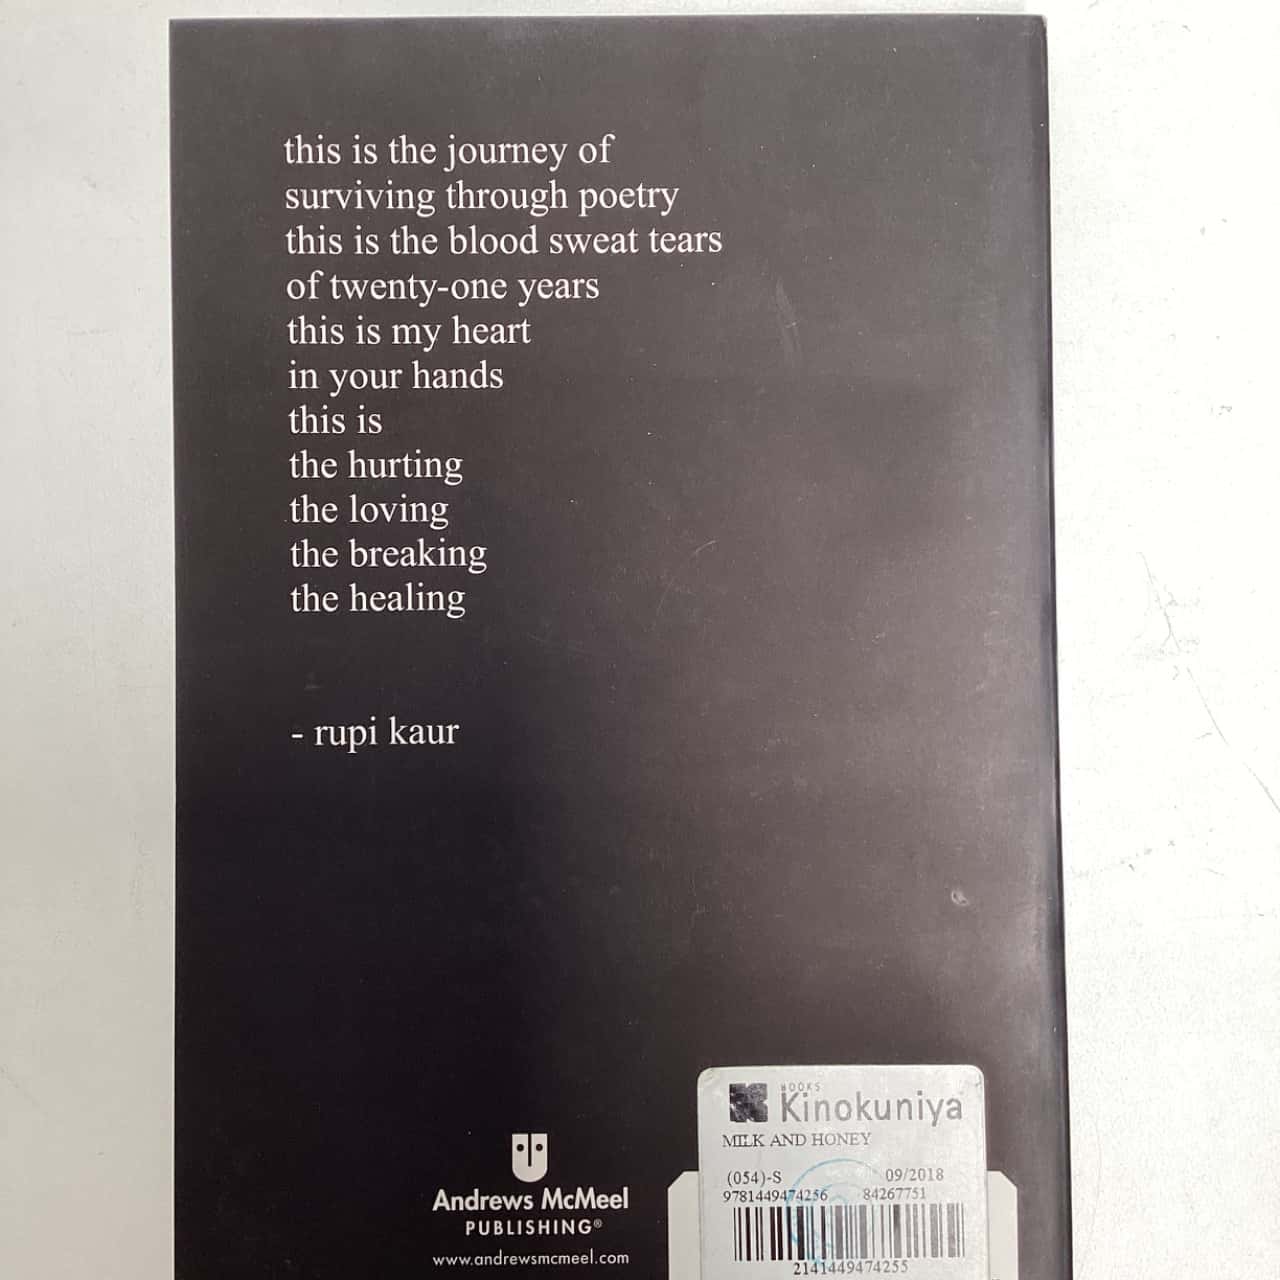 this is the journey of
surviving through poetry
this is the blood sweat tears
of twenty-one years
this is my heart
in your hands
this is
the hurting
the loving
the breaking
the healing
- rupi kaur
Andrews McMeel
PUBLISHING®
www.andrewsmcmeel.com
BOOKS
Kinokuniya
MILK AND HONEY
(054)-S 09/2018
9781449474256 84267751
2141449474255